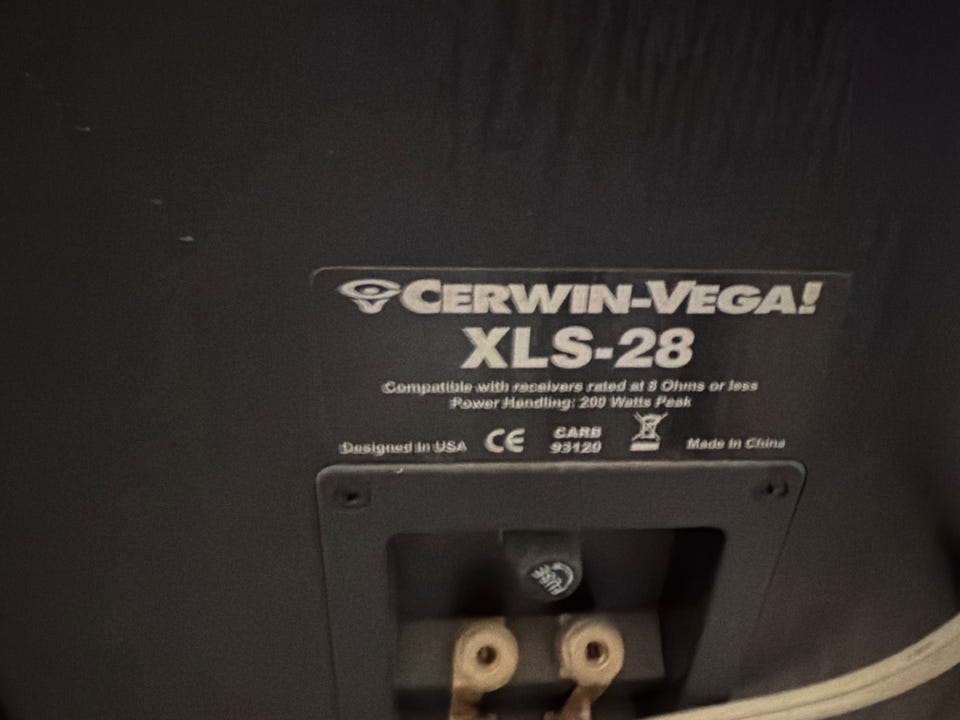 CERWIN-VEGA!
XLS-28
Compatible with receivers rated at 8 Ohms or less
Power Handling: 200 Watts Peak
Designed in USA CE CARB 93120 Made in China
FUSE